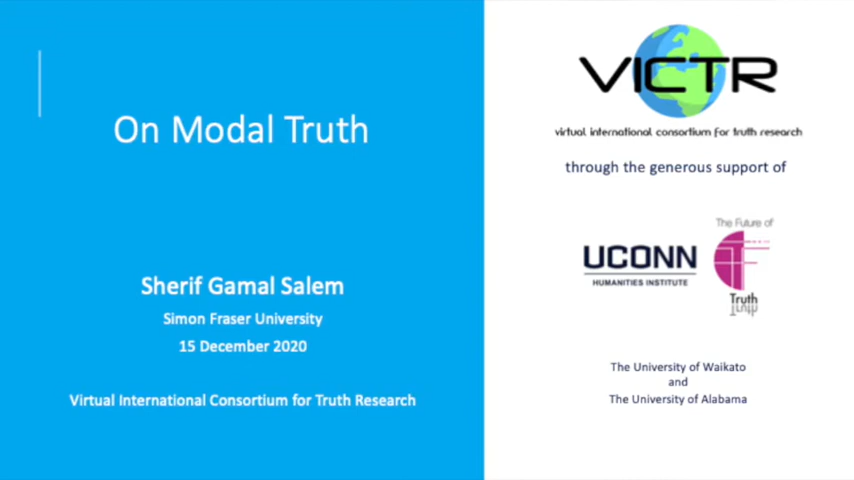 On Modal Truth
Sherif Gamal Salem
Simon Fraser University
15 December 2020
Virtual International Consortium for Truth Research
VICTR
virtual international consortium for truth research
through the generous support of
UCONN
HUMANITIES INSTITUTE
The Future of
Truth
The University of Waikato
and
The University of Alabama